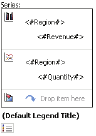 Series:
<#Region#>
<#Revenue#>
<#Region#>
<#Quantity#>
Drop Item here
(Default Legend Title)